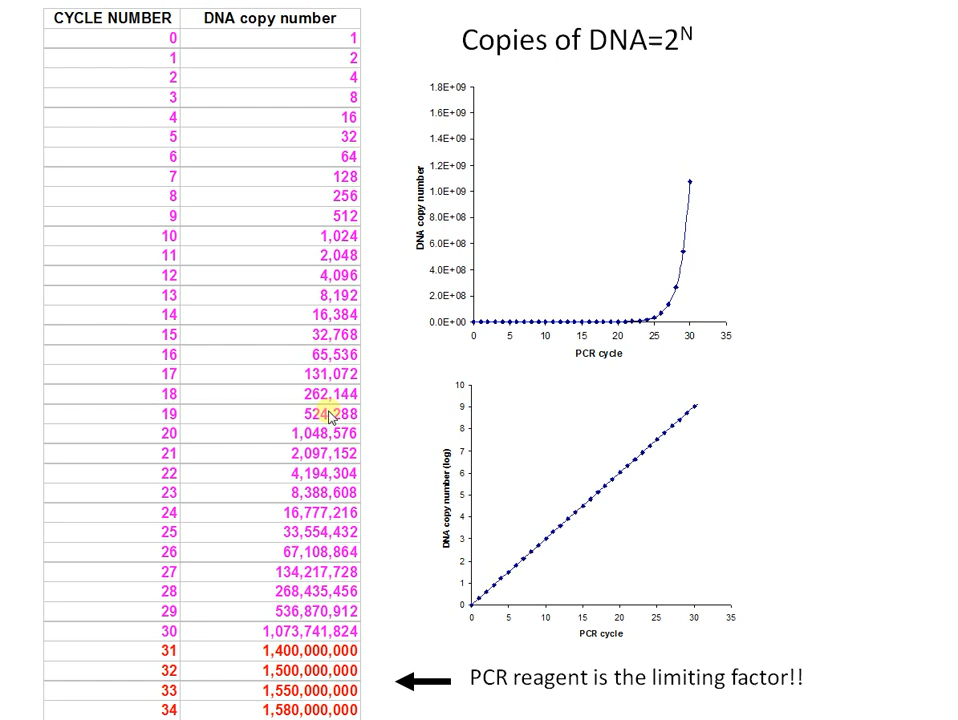 CYCLE NUMBER DNA copy number
0 1
1 2
2 4
3 8
4 16
5 32
6 64
7 128
8 256
9 512
10 1,024
11 2,048
12 4,096
13 8,192
14 16,384
15 32,768
16 65,536
17 131,072
18 262,144
19 524,288
20 1,048,576
21 2,097,152
22 4,194,304
23 8,388,608
24 16,777,216
25 33,554,432
26 67,108,864
27 134,217,728
28 268,435,456
29 536,870,912
30 1,073,741,824
31 1,400,000,000
32 1,500,000,000
33 1,550,000,000
34 1,580,000,000
Copies of DNA=2^N
DNA copy number
1.8E+09
1.6E+09
1.4E+09
1.2E+09
1.0E+09
8.0E+08
6.0E+08
4.0E+08
2.0E+08
0.0E+00
0 5 10 15 20 25 30 35
PCR cycle
DNA copy number (log)
10
9
8
7
6
5
4
3
2
1
0
0 5 10 15 20 25 30 35
PCR cycle
PCR reagent is the limiting factor!!